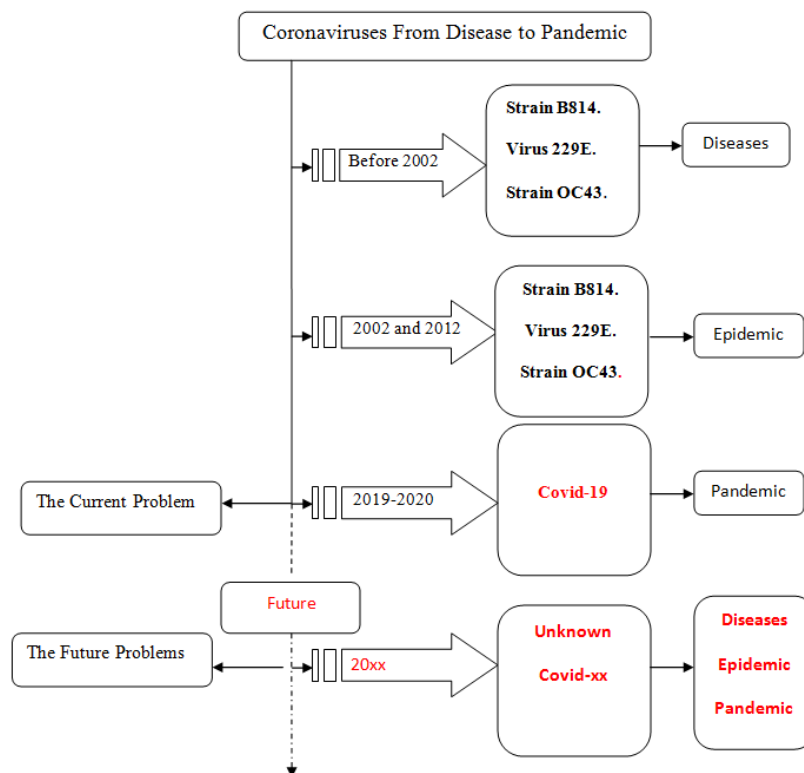 Coronaviruses From Disease to Pandemic
Before 2002
Strain B814.
Virus 229E.
Strain OC43.
Diseases
2002 and 2012
Strain B814.
Virus 229E.
Strain OC43.
Epidemic
The Current Problem
2019-2020
Covid-19
Pandemic
Future
The Future Problems
20xx
Unknown
Covid-xx
Diseases
Epidemic
Pandemic